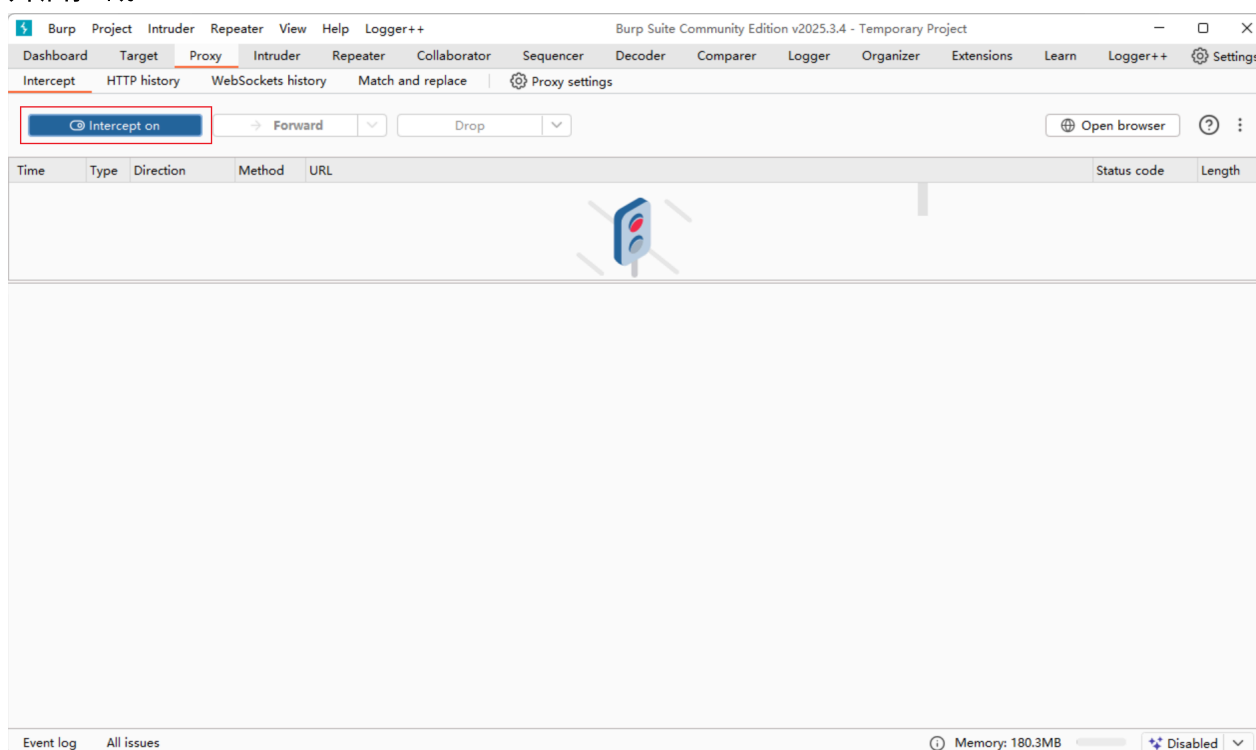 Burp Project Intruder Repeater View Help Logger++ Burp Suite Community Edition v2025.3.4 - Temporary Project
Dashboard Target Proxy Intruder Repeater Collaborator Sequencer Decoder Comparer Logger Organizer Extensions Learn Logger++ Settings
Intercept HTTP history WebSockets history Match and replace Proxy settings
Intercept on Forward Drop Open browser
Time Type Direction Method URL Status code Length
Event log All issues Memory: 180.3MB Disabled